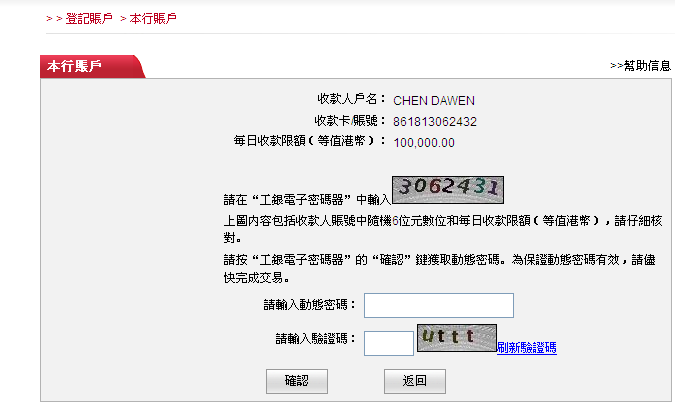 > > 登記賬戶 > 本行賬戶
本行賬戶
>>幫助信息
收款人戶名： CHEN DAWEN
收款卡/賬號： 861813062432
每日收款限額（等值港幣）： 100,000.00
請在“工銀電子密碼器”中輸入 3062431
上圖內容包括收款人賬號中隨機6位元數位和每日收款限額（等值港幣），請仔細核
對。
請按“工銀電子密碼器”的“確認”鍵獲取動態密碼。為保證動態密碼有效，請儘
快完成交易。
請輸入動態密碼：
請輸入驗證碼： uttt 刷新驗證碼
確認 返回